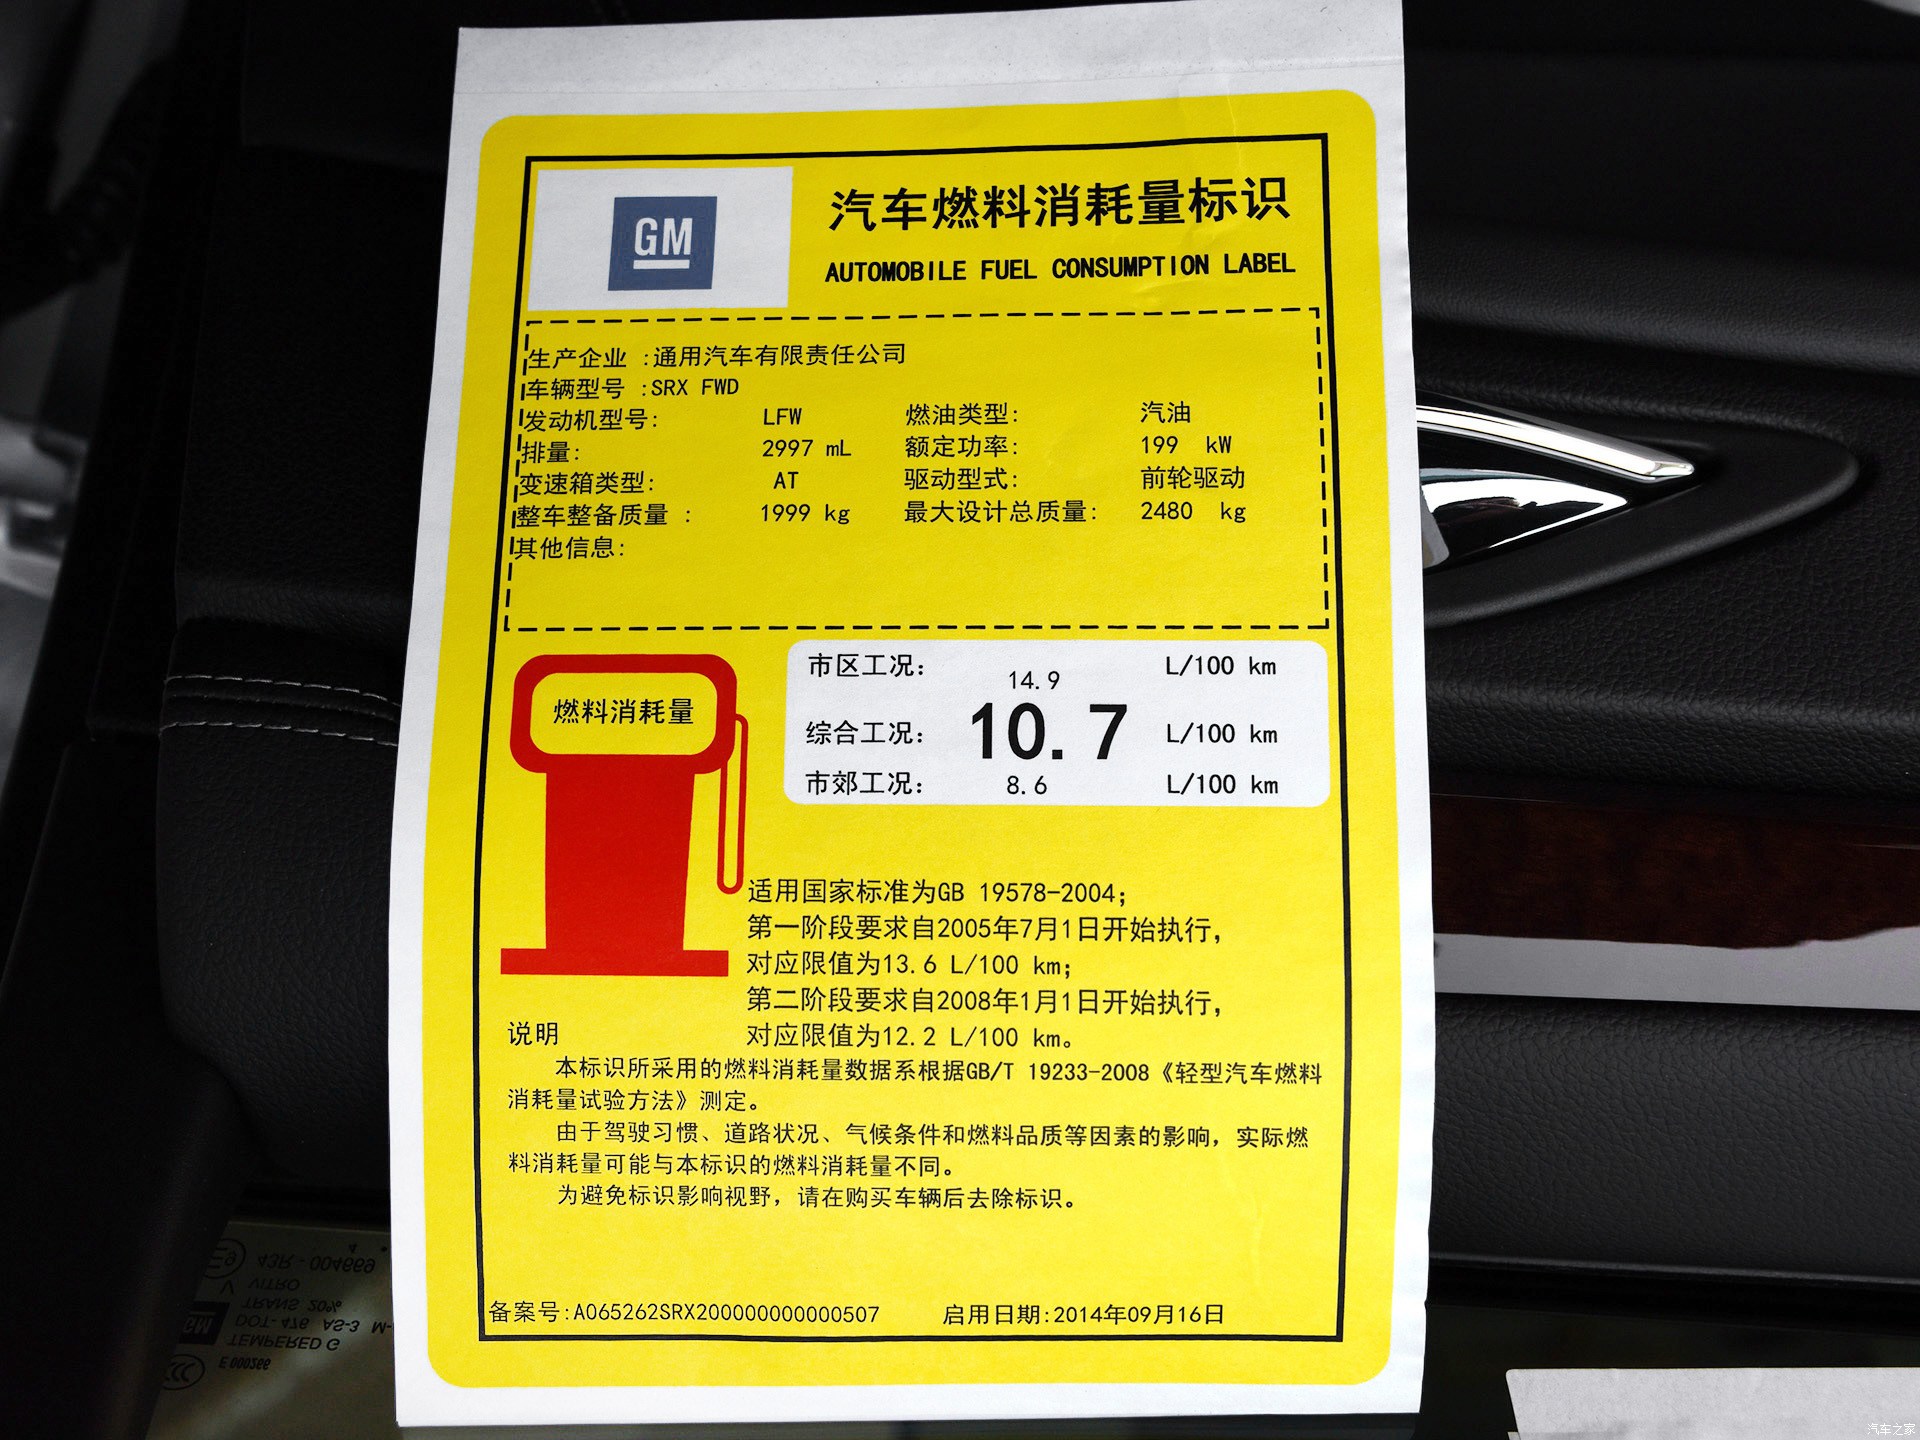 GM
汽车燃料消耗量标识
AUTOMOBILE FUEL CONSUMPTION LABEL
生产企业 :通用汽车有限责任公司
车辆型号 :SRX FWD
发动机型号: LFW 燃油类型: 汽油
排量: 2997 mL 额定功率: 199 kW
变速箱类型: AT 驱动型式: 前轮驱动
整车整备质量 : 1999 kg 最大设计总质量: 2480 kg
其他信息:
燃料消耗量
市区工况: 14.9 L/100 km
综合工况: 10.7 L/100 km
市郊工况: 8.6 L/100 km
适用国家标准为GB 19578-2004;
第一阶段要求自2005年7月1日开始执行,
对应限值为13.6 L/100 km;
第二阶段要求自2008年1月1日开始执行,
对应限值为12.2 L/100 km。
说明
本标识所采用的燃料消耗量数据系根据GB/T 19233-2008《轻型汽车燃料
消耗量试验方法》测定。
由于驾驶习惯、道路状况、气候条件和燃料品质等因素的影响，实际燃
料消耗量可能与本标识的燃料消耗量不同。
为避免标识影响视野，请在购买车辆后去除标识。
备案号:A065262SRX200000000000507 启用日期:2014年09月16日
E 000266
TEMPERED G
DOT-476 AS-3 M-
TRANS 20%
VITRO
43R-004669
汽车之家